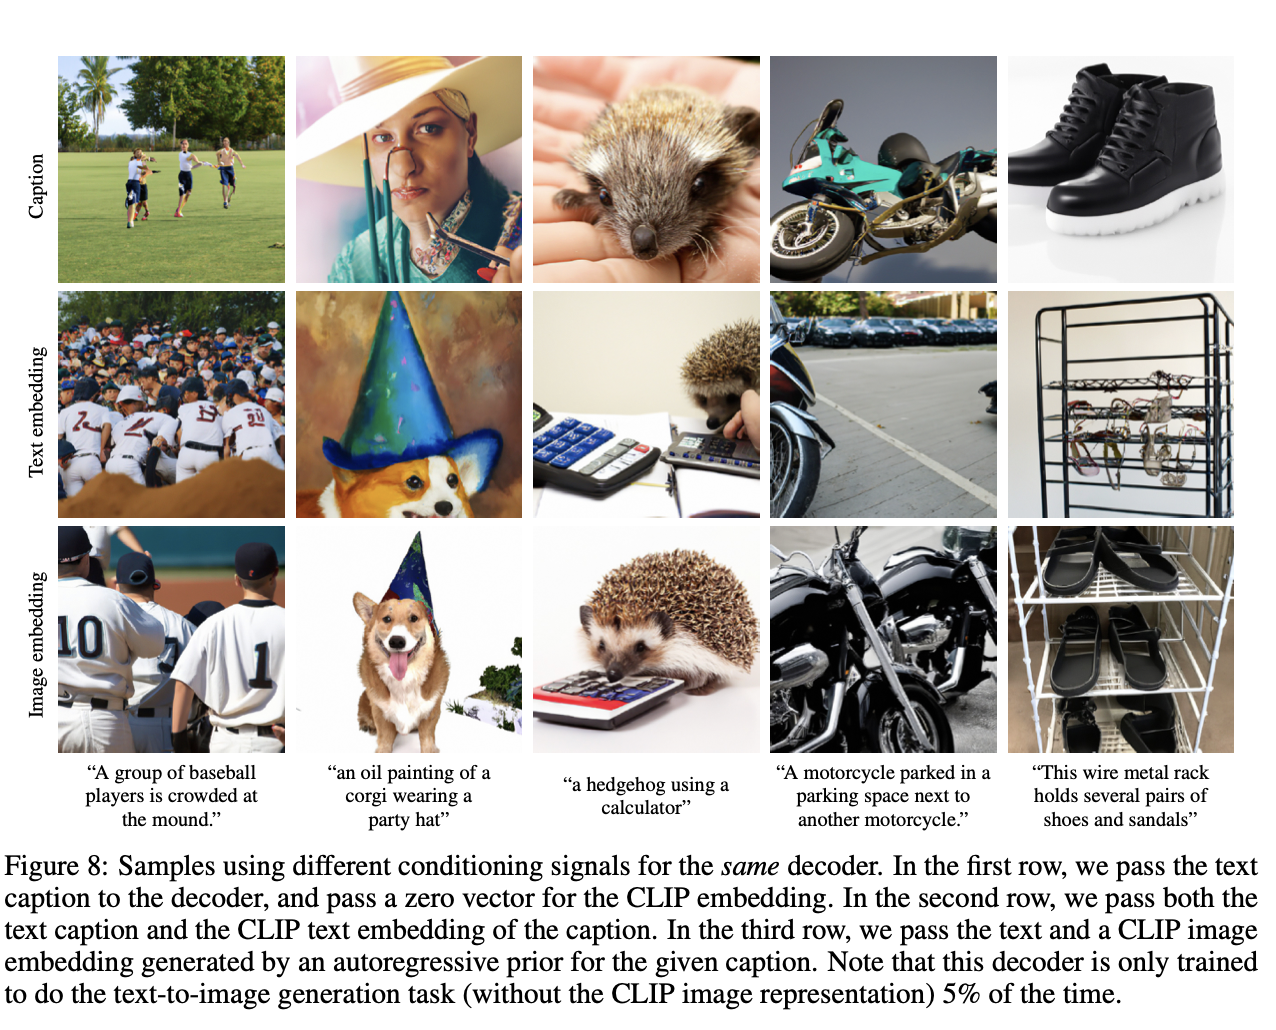 Caption
Text embedding
Image embedding
10
1
“A group of baseball
players is crowded at
the mound.”
“an oil painting of a
corgi wearing a
party hat”
“a hedgehog using a
calculator”
“A motorcycle parked in a
parking space next to
another motorcycle.”
“This wire metal rack
holds several pairs of
shoes and sandals”
Figure 8: Samples using different conditioning signals for the same decoder. In the first row, we pass the text
caption to the decoder, and pass a zero vector for the CLIP embedding. In the second row, we pass both the
text caption and the CLIP text embedding of the caption. In the third row, we pass the text and a CLIP image
embedding generated by an autoregressive prior for the given caption. Note that this decoder is only trained
to do the text-to-image generation task (without the CLIP image representation) 5% of the time.